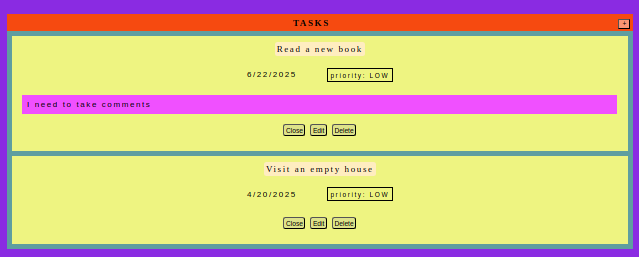 TASKS
+
Read a new book
6/22/2025 priority: LOW
i need to take comments
Close Edit Delete
Visit an empty house
4/20/2025 priority: LOW
Close Edit Delete